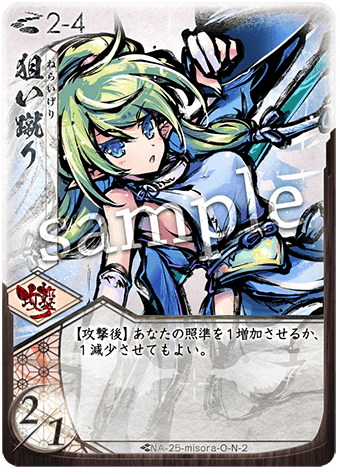 2-4
狙い蹴り
ねらいげり
sample
攻撃
【攻撃後】あなたの照準を1増加させるか、
1減少させてもよい。
2/1
NA-25-misora-O-N-2